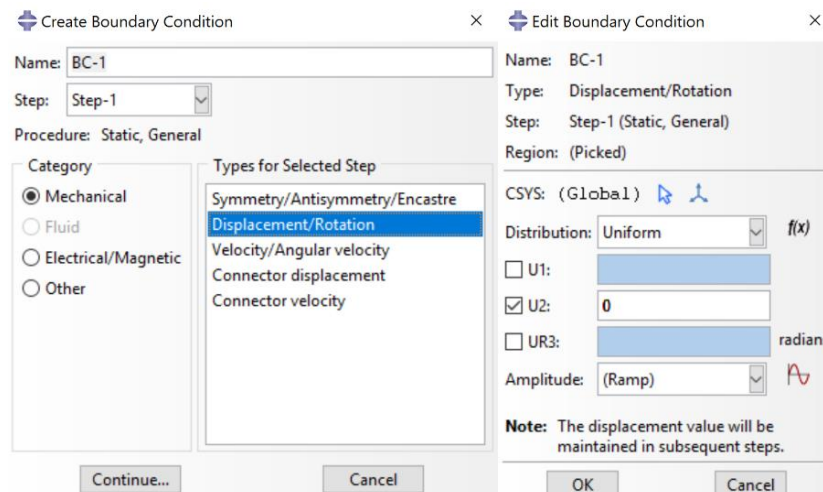 Create Boundary Condition
Name: BC-1
Step: Step-1
Procedure: Static, General
Category
Mechanical
Fluid
Electrical/Magnetic
Other
Types for Selected Step
Symmetry/Antisymmetry/Encastre
Displacement/Rotation
Velocity/Angular velocity
Connector displacement
Connector velocity
Continue...
Cancel
Edit Boundary Condition
Name: BC-1
Type: Displacement/Rotation
Step: Step-1 (Static, General)
Region: (Picked)
CSYS: (Global)
Distribution: Uniform f(x)
U1:
U2: 0
UR3: radian
Amplitude: (Ramp)
Note: The displacement value will be
maintained in subsequent steps.
OK
Cancel